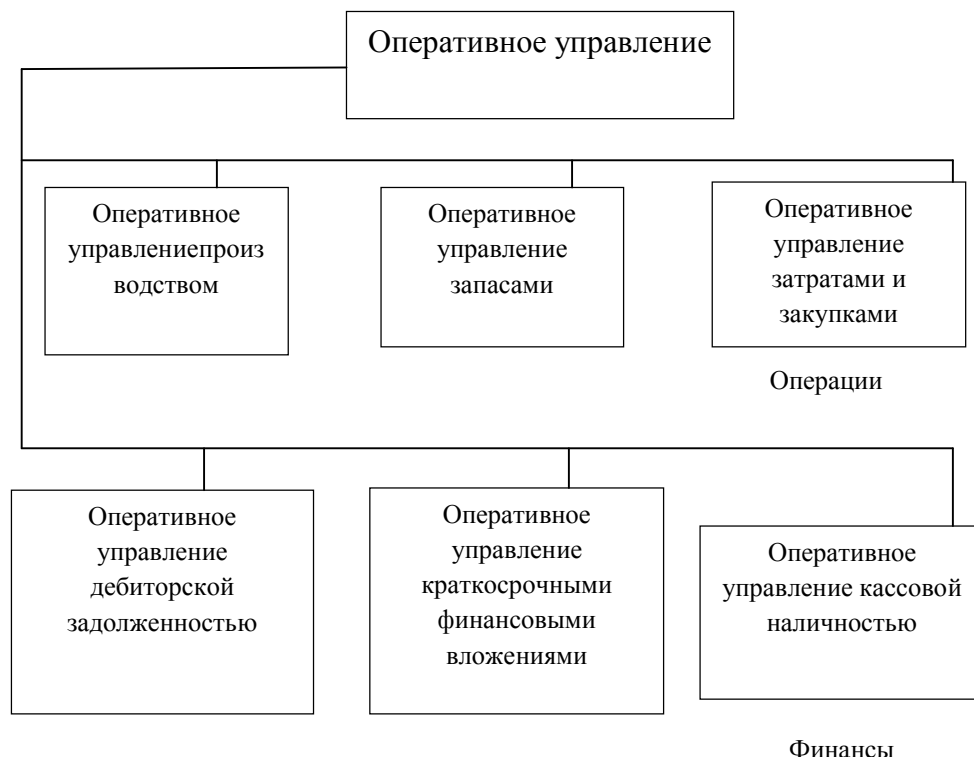 Оперативное управление
Оперативное
управлениепроиз
водством
Оперативное
управление
запасами
Оперативное
управление
затратами и
закупками
Операции
Оперативное
управление
дебиторской
задолженностью
Оперативное
управление
краткосрочными
финансовыми
вложениями
Оперативное
управление кассовой
наличностью
Финансы